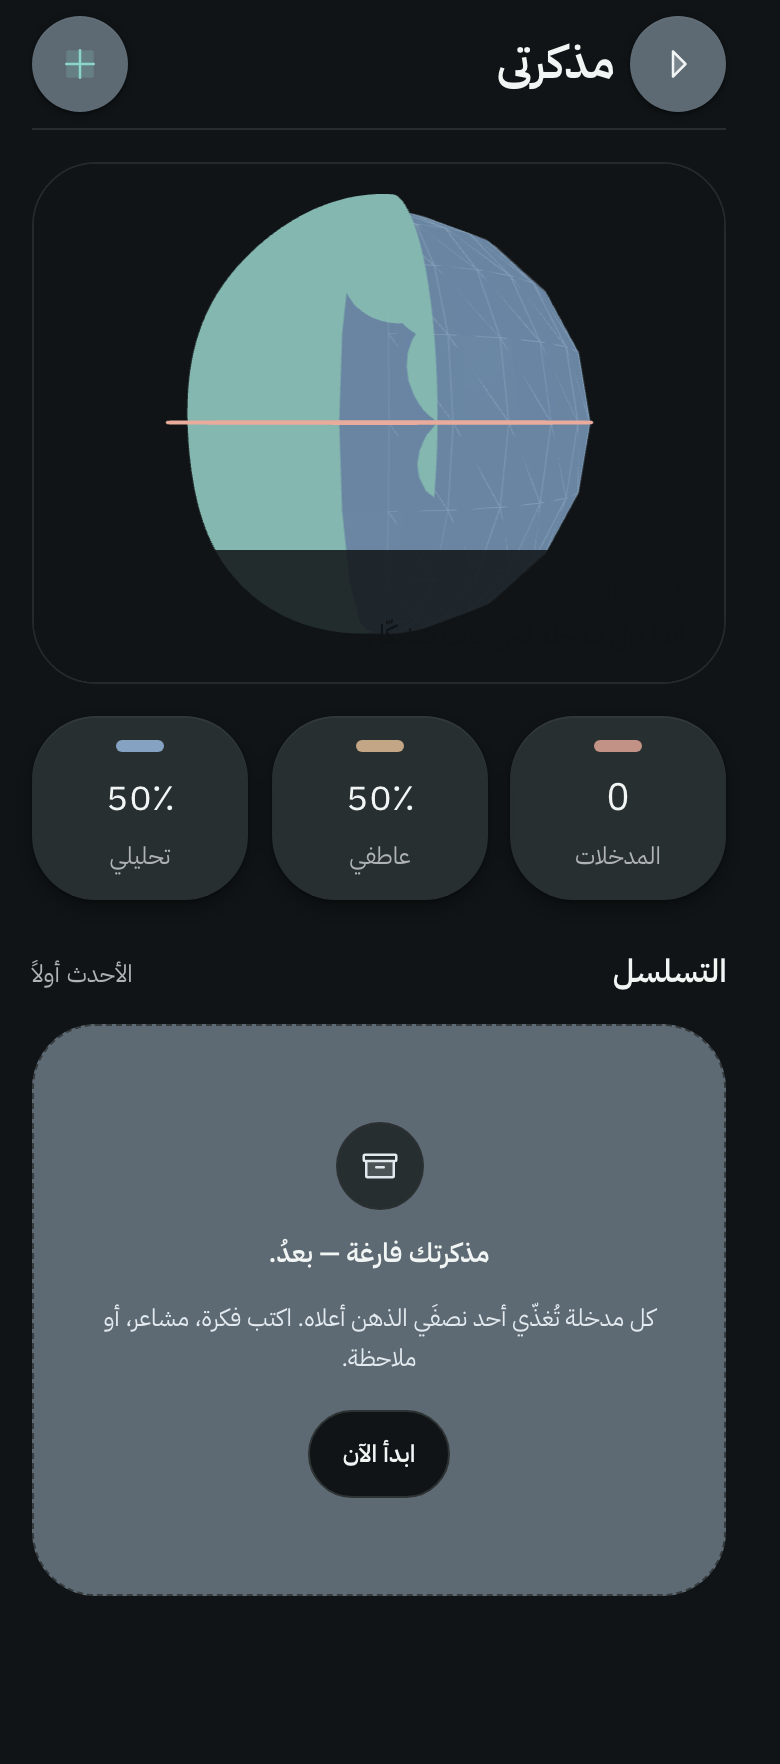 مذكرتي
0
المدخلات
50٪
عاطفي
50٪
تحليلي
التسلسل
الأحدث أولاً
مذكرتك فارغة — بعدُ.
كل مدخلة تُغذّي أحد نصفَي الذهن أعلاه. اكتب فكرة، مشاعر، أو
ملاحظة.
ابدأ الآن